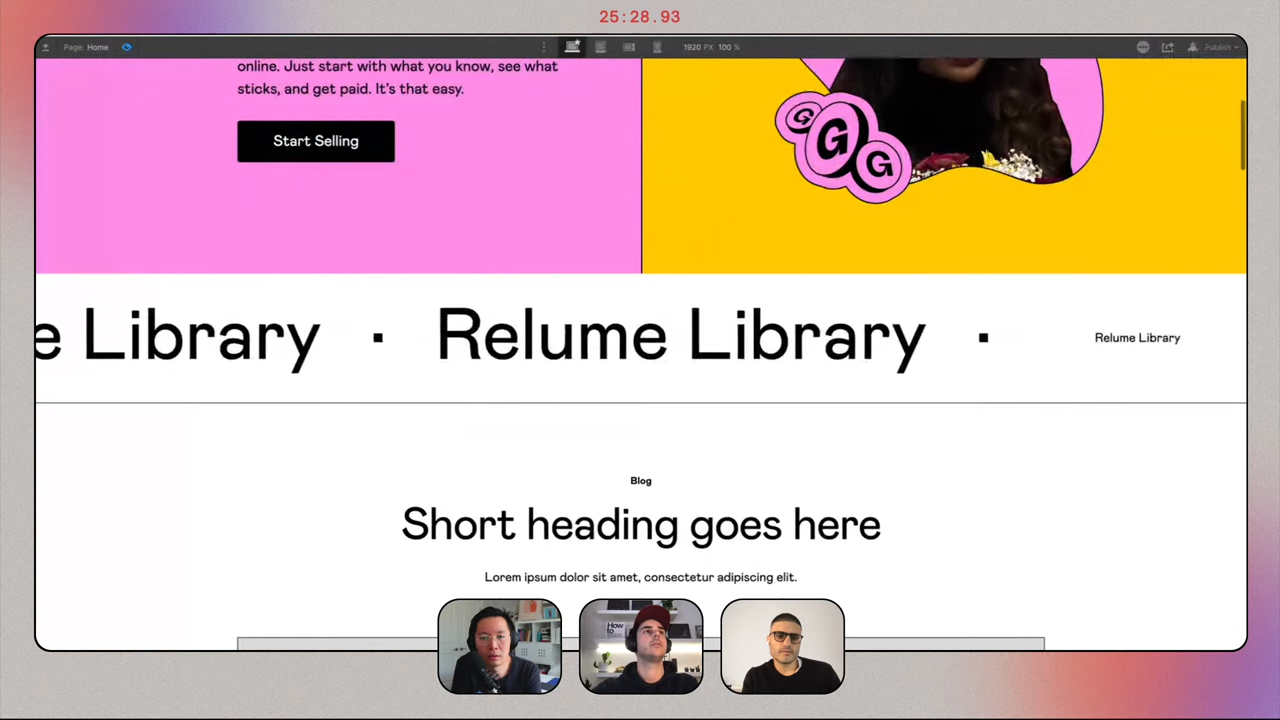 25:28.93
Page: Home
1920 PX 100 %
Publish
online. Just start with what you know, see what
sticks, and get paid. It's that easy.
Start Selling
G G G
e Library · Relume Library · Relume Library
Blog
Short heading goes here
Lorem ipsum dolor sit amet, consectetur adipiscing elit.
How
to